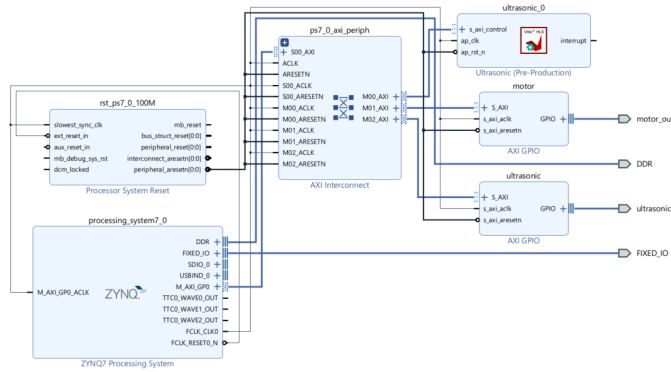 ultrasonic_0
s_axi_control
ap_clk
ap_rst_n
Vitis™ HLS
interrupt
Ultrasonic (Pre-Production)
ps7_0_axi_periph
S00_AXI
ACLK
ARESETN
S00_ACLK
S00_ARESETN
M00_ACLK
M00_ARESETN
M01_ACLK
M01_ARESETN
M02_ACLK
M02_ARESETN
M00_AXI
M01_AXI
M02_AXI
AXI Interconnect
motor
S_AXI
s_axi_aclk
s_axi_aresetn
GPIO
AXI GPIO
motor_ou
DDR
rst_ps7_0_100M
slowest_sync_clk
ext_reset_in
aux_reset_in
mb_debug_sys_rst
dcm_locked
mb_reset
bus_struct_reset[0:0]
peripheral_reset[0:0]
interconnect_aresetn[0:0]
peripheral_aresetn[0:0]
Processor System Reset
ultrasonic
S_AXI
s_axi_aclk
s_axi_aresetn
GPIO
AXI GPIO
ultrasonic
FIXED_IO
processing_system7_0
M_AXI_GP0_ACLK
ZYNQ
DDR
FIXED_IO
SDIO_0
USBIND_0
M_AXI_GP0
TTC0_WAVE0_OUT
TTC0_WAVE1_OUT
TTC0_WAVE2_OUT
FCLK_CLK0
FCLK_RESET0_N
ZYNQ7 Processing System